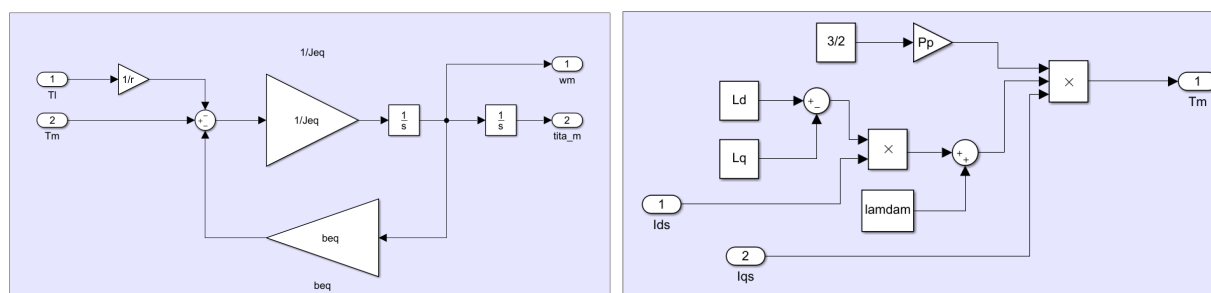 1/Jeq
1
Tl
1/r
1
wm
2
Tm
+
-
-
1/Jeq
1
s
1
s
2
tita_m
beq
beq
3/2
Pp
×
1
Tm
Ld
+
-
Lq
×
+
+
1
Ids
lamdam
2
Iqs